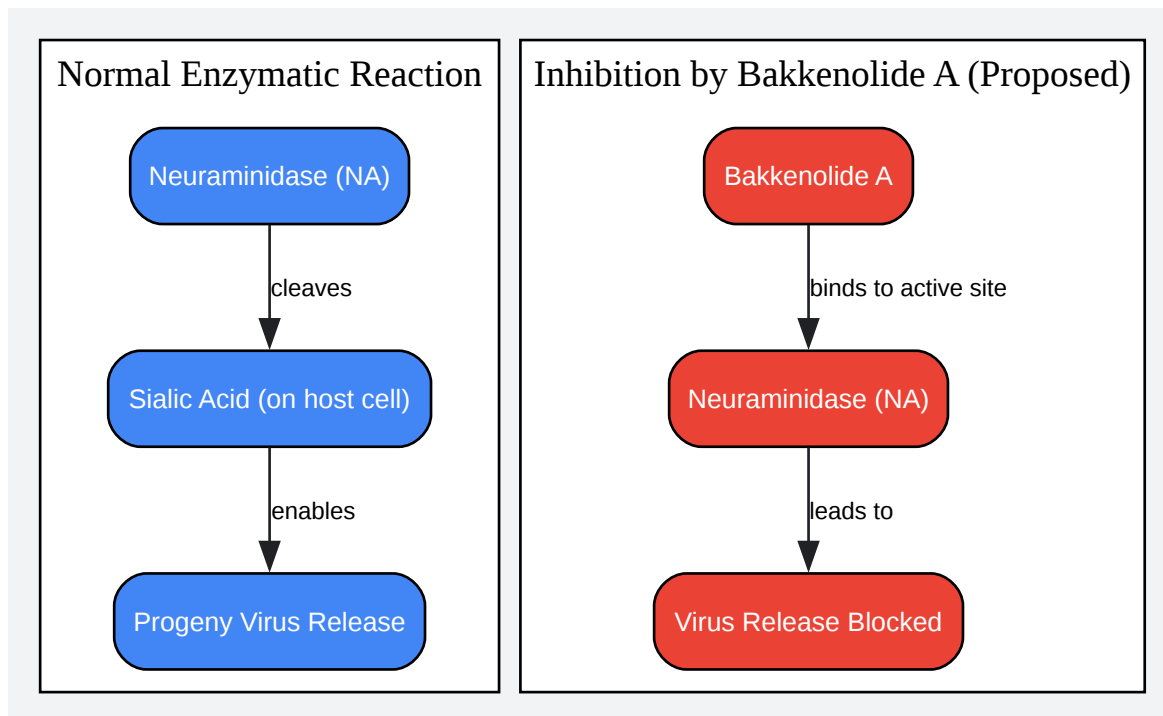 Normal Enzymatic Reaction
Neuraminidase (NA)
cleaves
Sialic Acid (on host cell)
enables
Progeny Virus Release
Inhibition by Bakkenolide A (Proposed)
Bakkenolide A
binds to active site
Neuraminidase (NA)
leads to
Virus Release Blocked